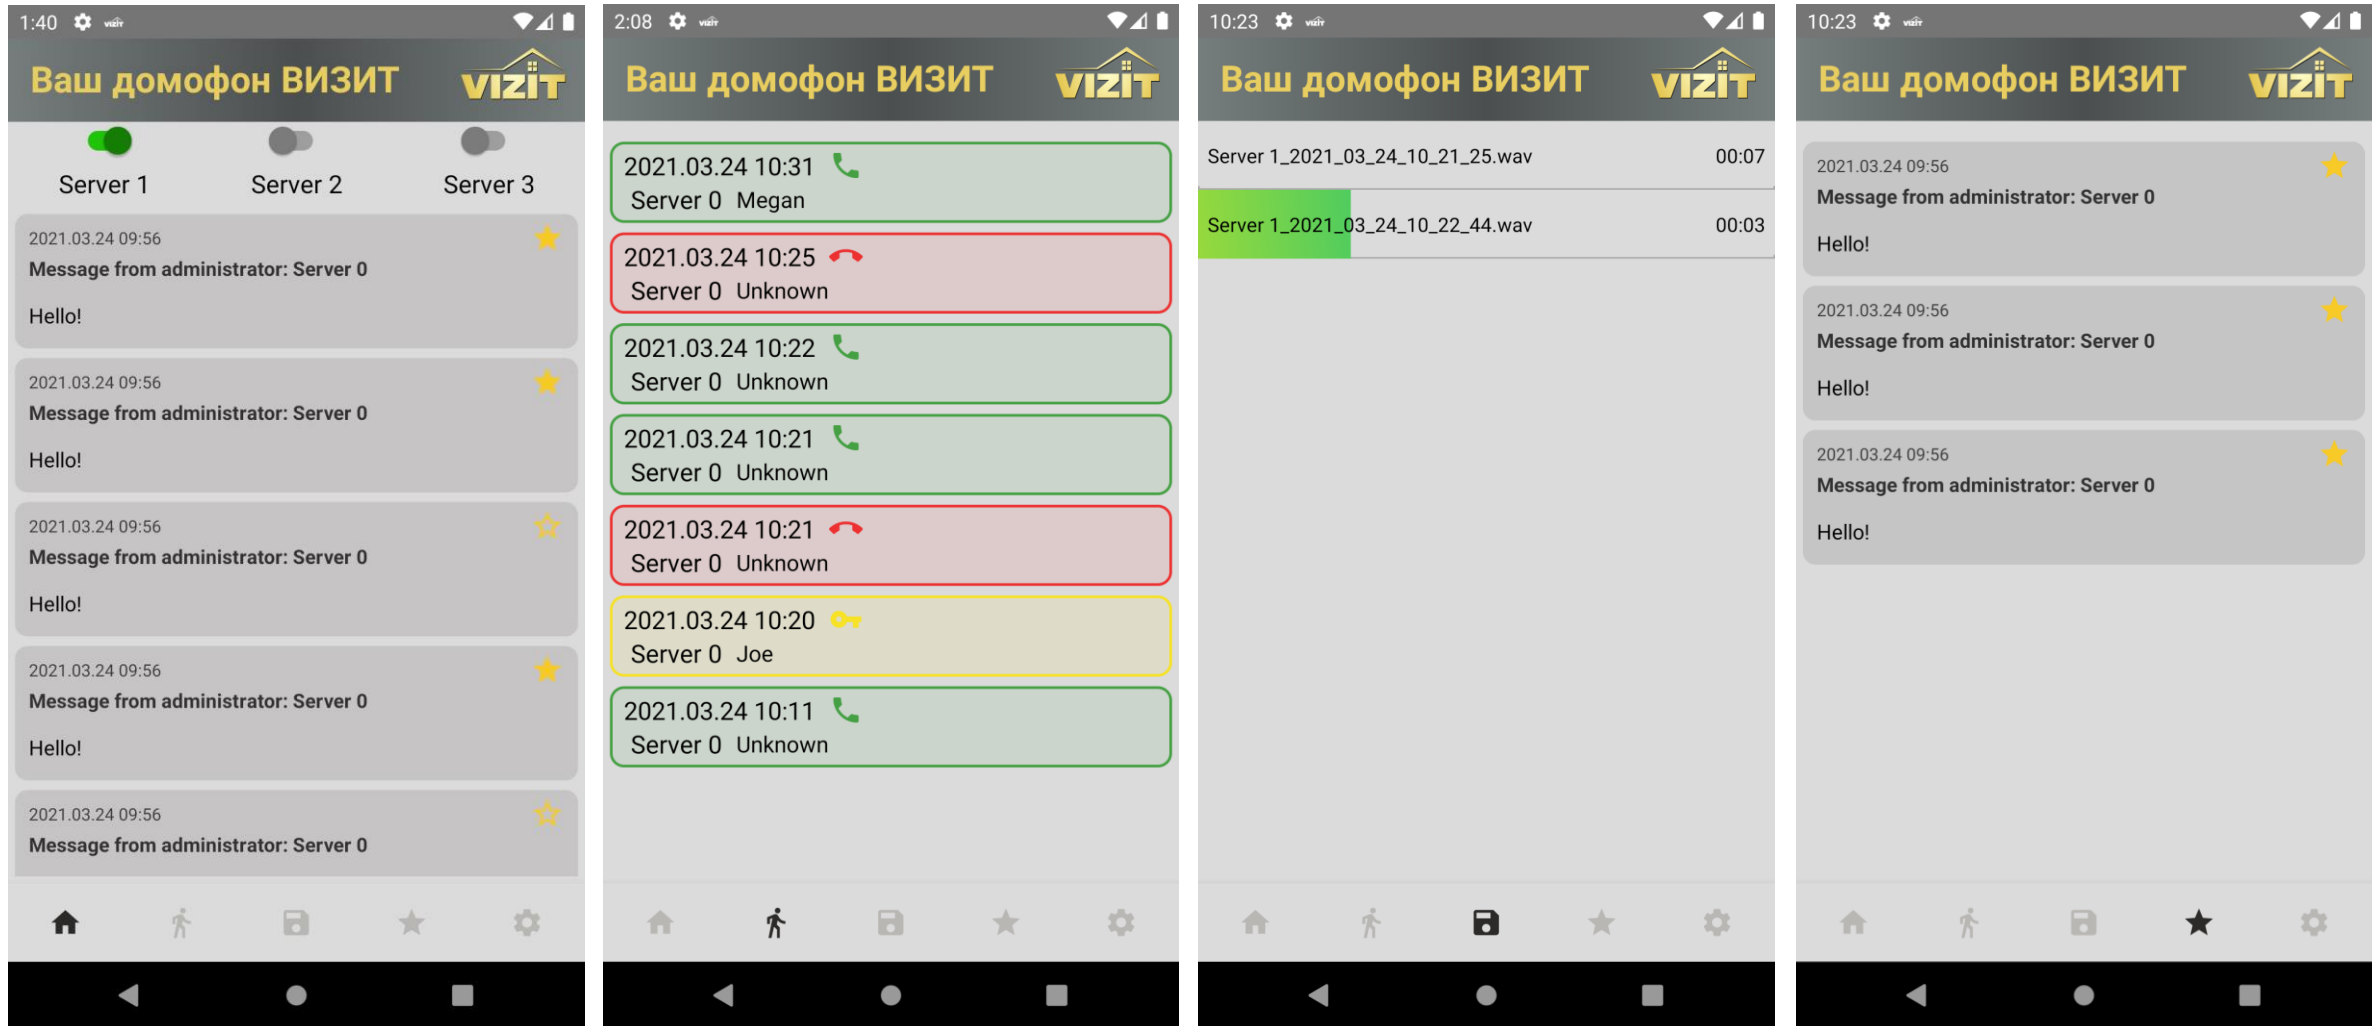 1:40 vizit
Ваш домофон ВИЗИТ VIZIT
Server 1 Server 2 Server 3
2021.03.24 09:56
Message from administrator: Server 0
Hello!
2021.03.24 09:56
Message from administrator: Server 0
Hello!
2021.03.24 09:56
Message from administrator: Server 0
Hello!
2021.03.24 09:56
Message from administrator: Server 0
Hello!
2021.03.24 09:56
Message from administrator: Server 0
2:08 vizit
Ваш домофон ВИЗИТ VIZIT
2021.03.24 10:31
Server 0 Megan
2021.03.24 10:25
Server 0 Unknown
2021.03.24 10:22
Server 0 Unknown
2021.03.24 10:21
Server 0 Unknown
2021.03.24 10:21
Server 0 Unknown
2021.03.24 10:20
Server 0 Joe
2021.03.24 10:11
Server 0 Unknown
10:23 vizit
Ваш домофон ВИЗИТ VIZIT
Server 1_2021_03_24_10_21_25.wav 00:07
Server 1_2021_03_24_10_22_44.wav 00:03
10:23 vizit
Ваш домофон ВИЗИТ VIZIT
2021.03.24 09:56
Message from administrator: Server 0
Hello!
2021.03.24 09:56
Message from administrator: Server 0
Hello!
2021.03.24 09:56
Message from administrator: Server 0
Hello!